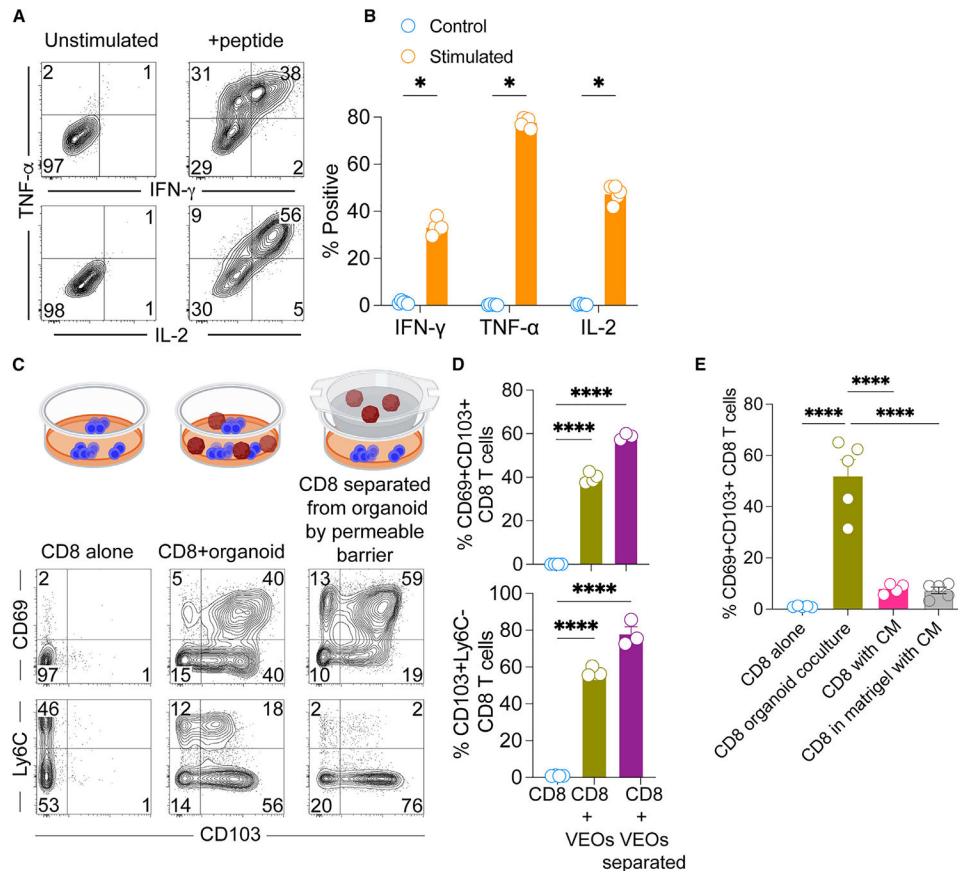 A
Unstimulated +peptide
2 1 31 38
97 29 2
TNF-α
IFN-γ
1 9 56
98 1 30 5
IL-2
B
Control
Stimulated
* * *
% Positive
80
60
40
20
0
IFN-γ TNF-α IL-2
C
CD8 separated
from organoid
by permeable
barrier
CD8 alone CD8+organoid
2 5 40 13 59
97 1 15 40 10 19
CD69
46 12 18 2 2
53 1 14 56 20 76
Ly6C
CD103
D
% CD69+CD103+
CD8 T cells
80
60
40
20
0
****
****
% CD103+Ly6C-
CD8 T cells
100
80
60
40
20
0
****
****
CD8 CD8 CD8
+ +
VEOs VEOs
separated
E
% CD69+CD103+ CD8 T cells
80
60
40
20
0
****
**** ****
CD8 alone
CD8 organoid coculture
CD8 with CM
CD8 in matrigel with CM